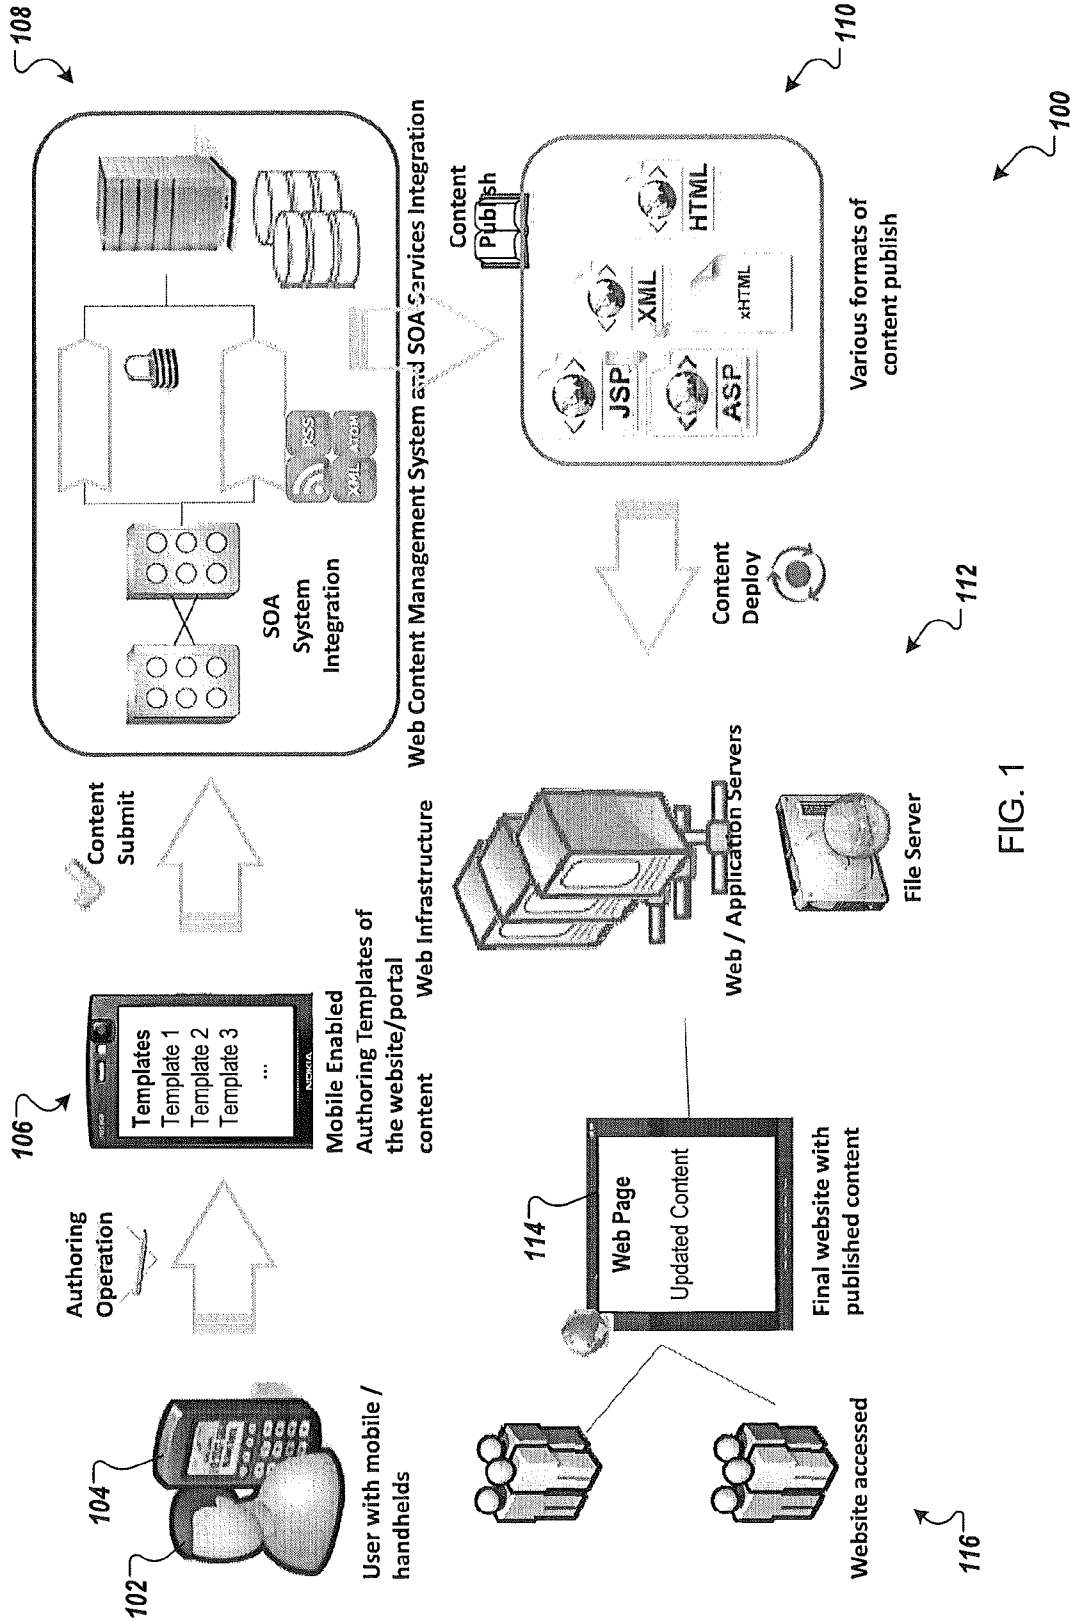 108
106
104
102
User with mobile /
handhelds
Authoring
Operation
Templates
Template 1
Template 2
Template 3
...
NOKIA
Mobile Enabled
Authoring Templates of
the website/portal
content
Content
Submit
SOA
System
Integration
RSS
XML
ATOM
Web Content Management System and SOA Services Integration
Content
Publish
110
JSP
XML
HTML
ASP
xHTML
Various formats of
content publish
Content
Deploy
112
Web Infrastructure
Web / Application Servers
File Server
114
Web Page
Updated Content
Final website with
published content
Website accessed
116
100
FIG. 1